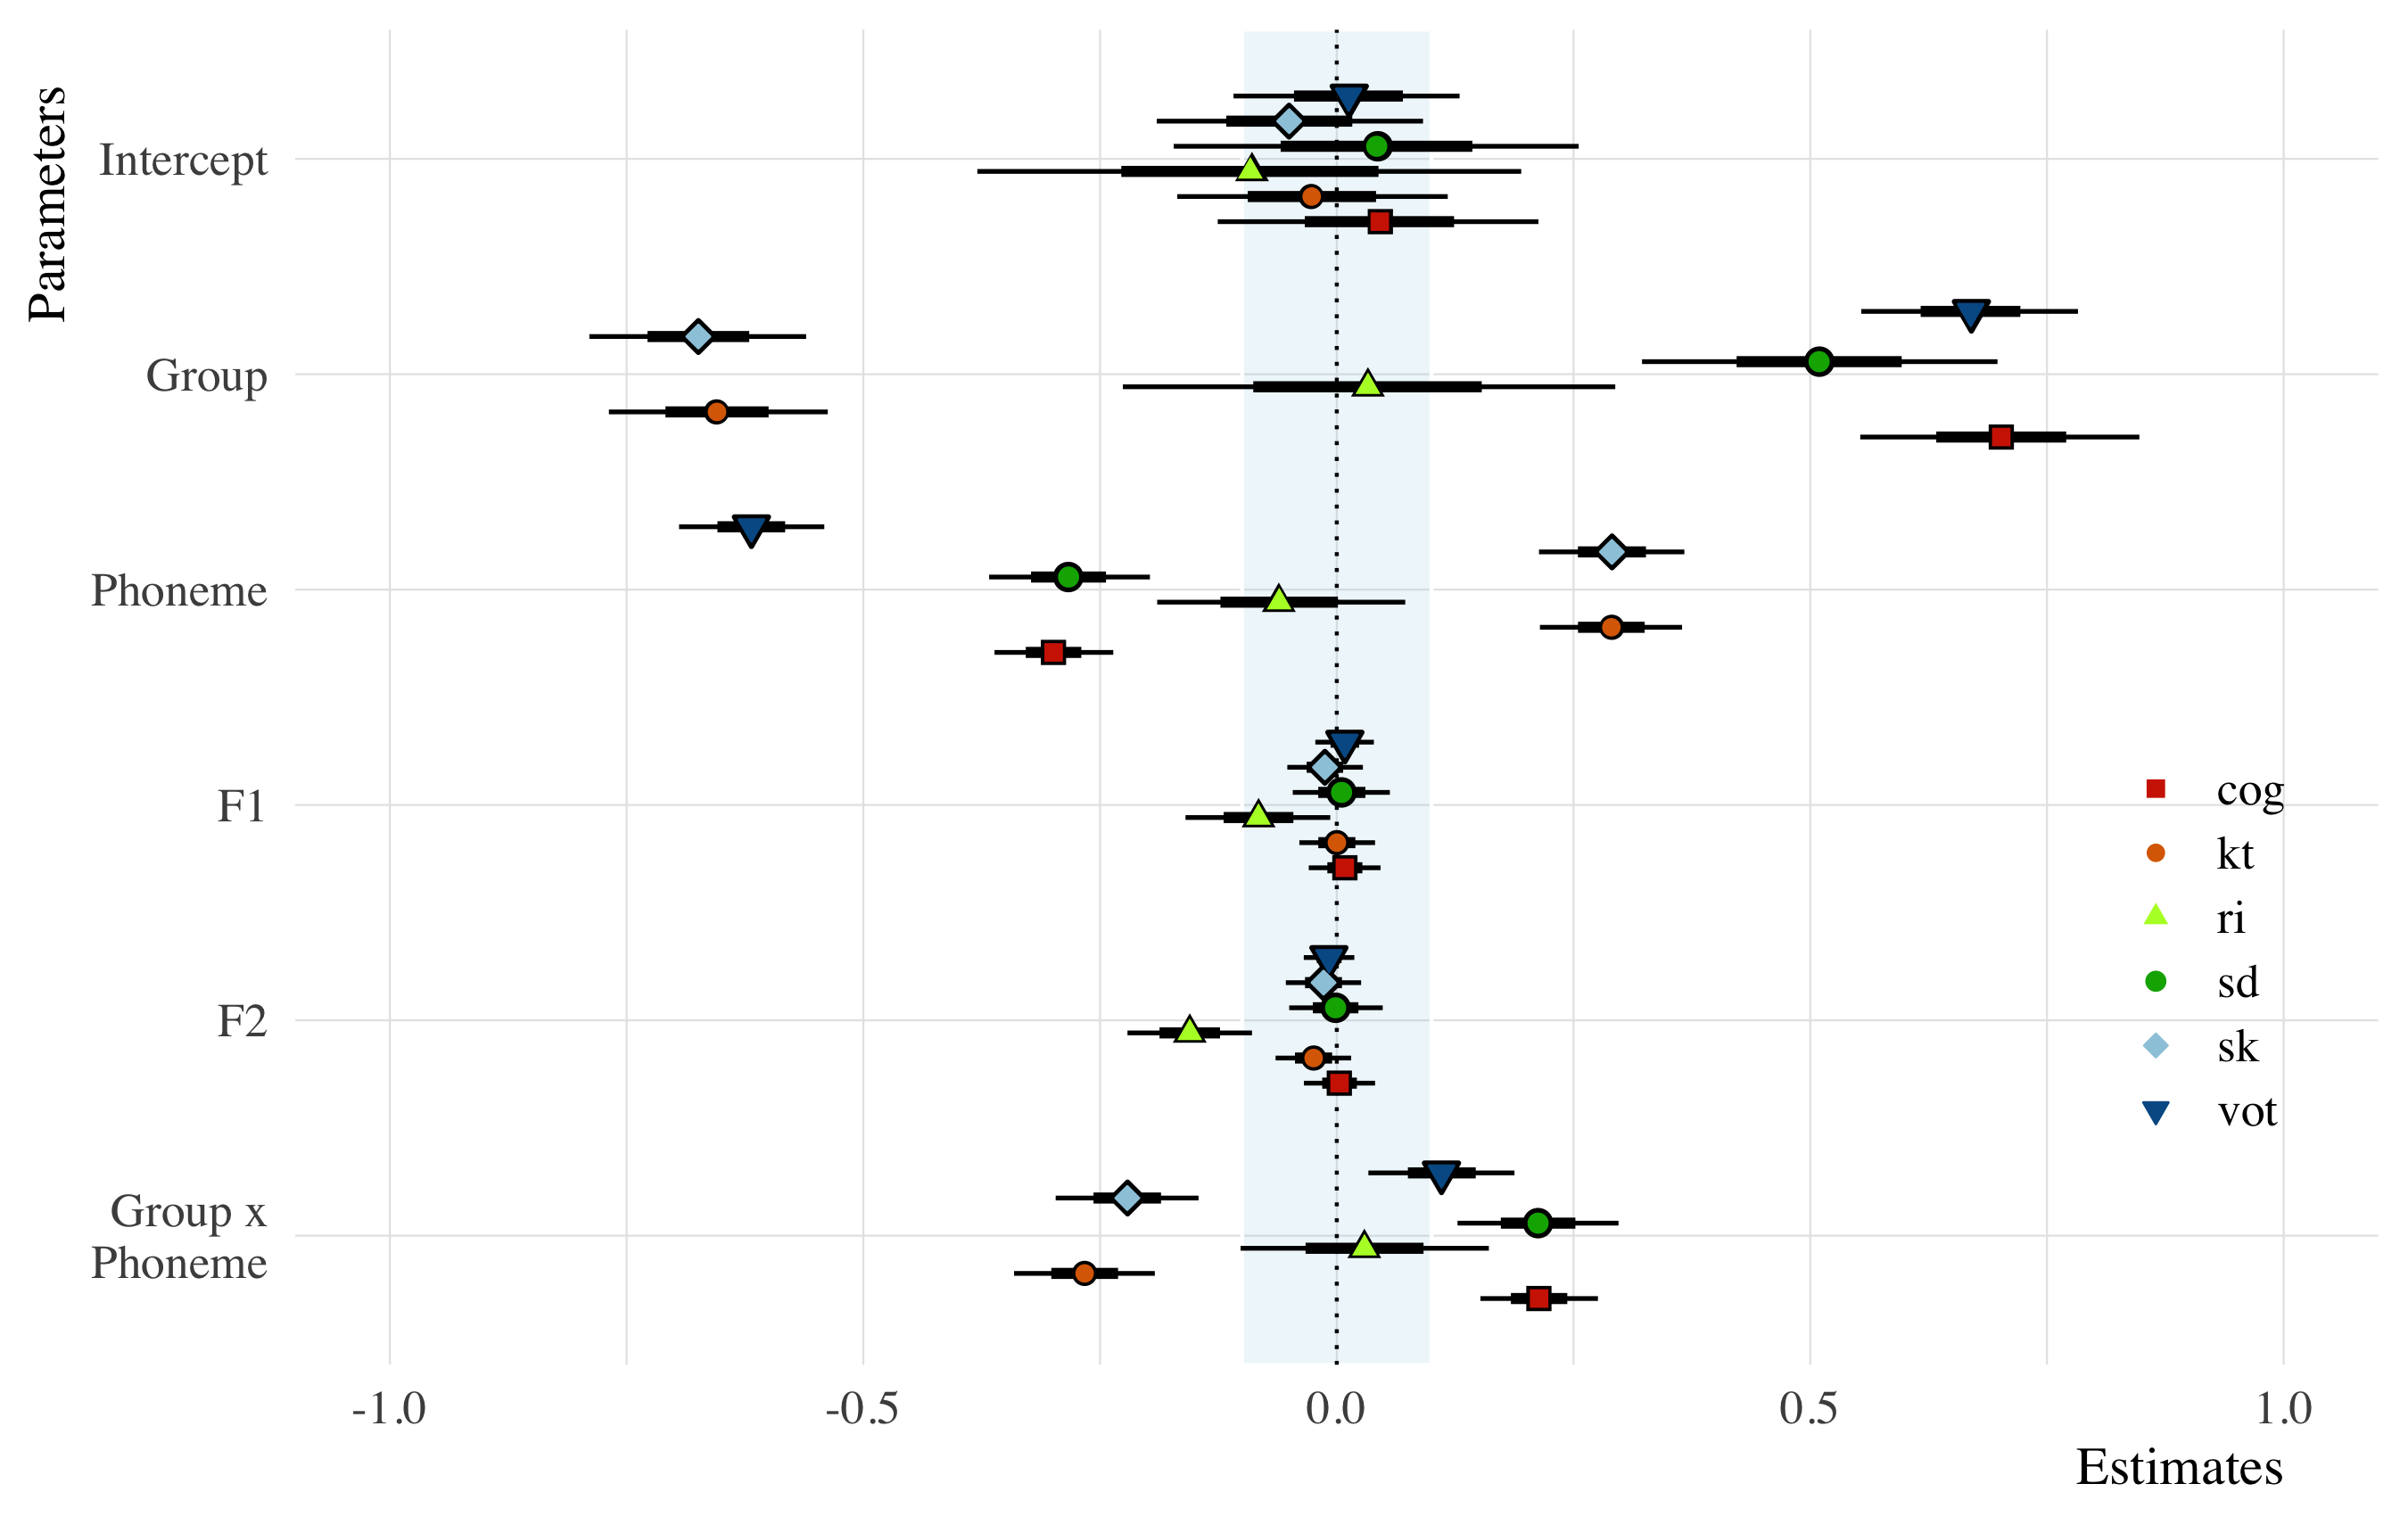 Parameters
Intercept
Group
Phoneme
F1
F2
Group x
Phoneme
cog
kt
ri
sd
sk
vot
-1.0
-0.5
0.0
0.5
1.0
Estimates